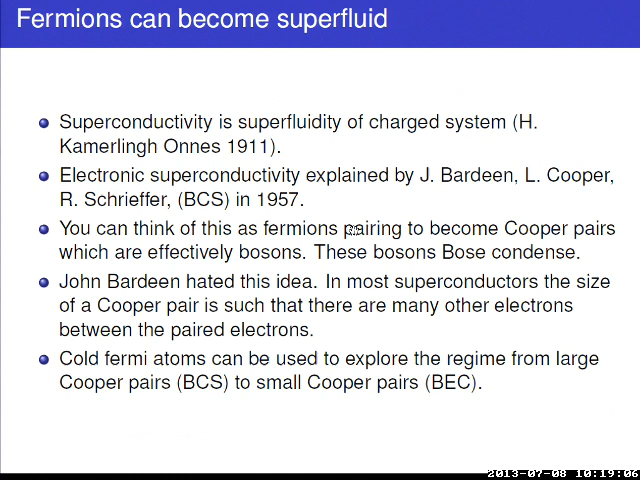 Fermions can become superfluid
Superconductivity is superfluidity of charged system (H.
Kamerlingh Onnes 1911).
Electronic superconductivity explained by J. Bardeen, L. Cooper,
R. Schrieffer, (BCS) in 1957.
You can think of this as fermions pairing to become Cooper pairs
which are effectively bosons. These bosons Bose condense.
John Bardeen hated this idea. In most superconductors the size
of a Cooper pair is such that there are many other electrons
between the paired electrons.
Cold fermi atoms can be used to explore the regime from large
Cooper pairs (BCS) to small Cooper pairs (BEC).
2013-07-08 10:19:06